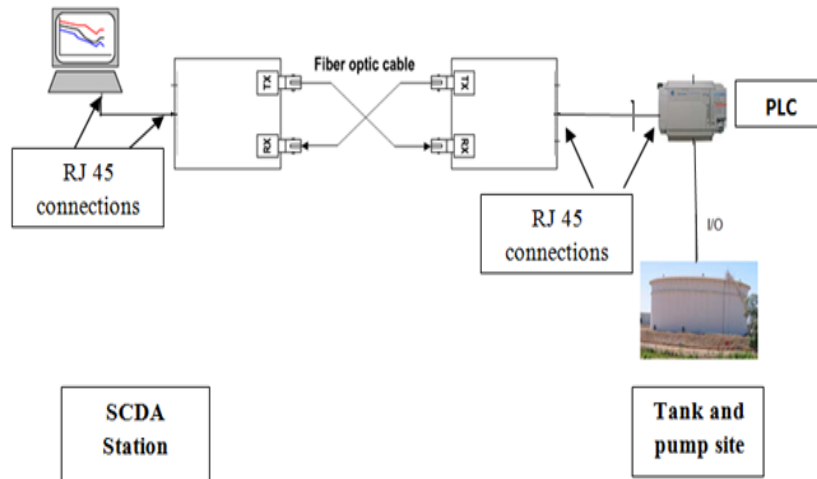 Fiber optic cable
TX
TX
RX
RX
PLC
RJ 45
connections
RJ 45
connections
I/O
SCDA
Station
Tank and
pump site